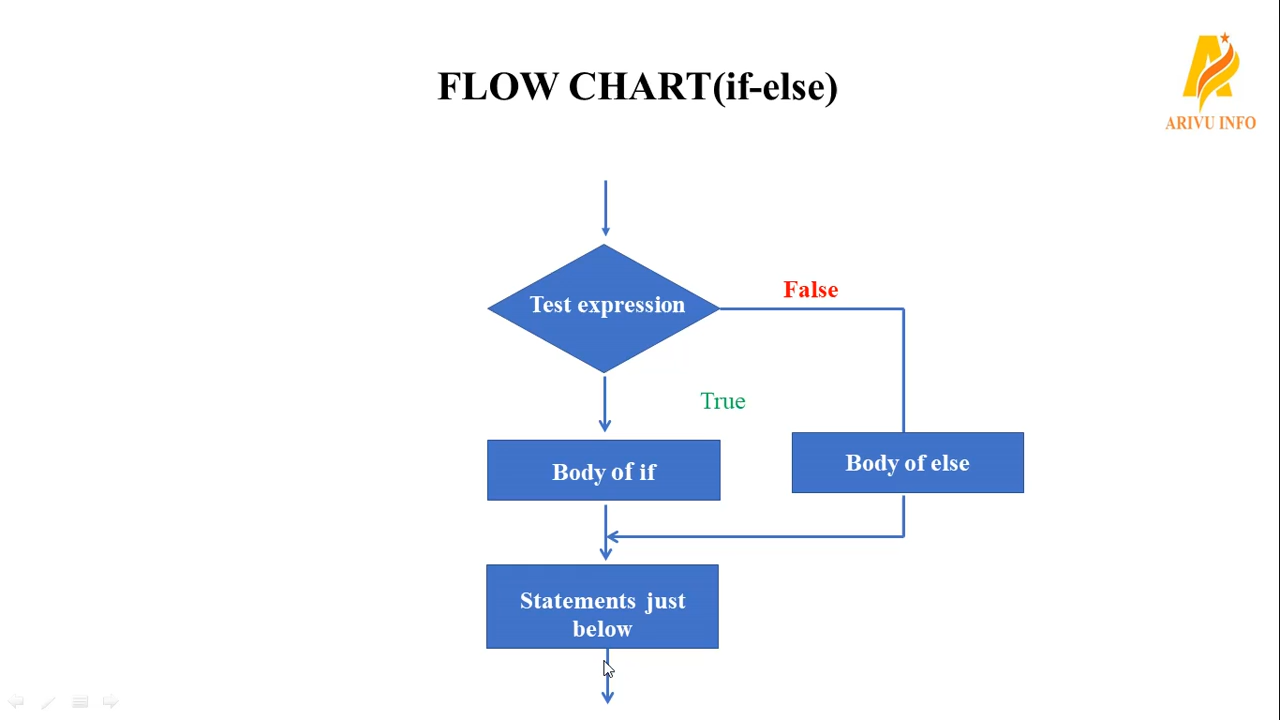 FLOW CHART(if-else)
ARIVU INFO
Test expression
False
True
Body of if
Body of else
Statements just
below